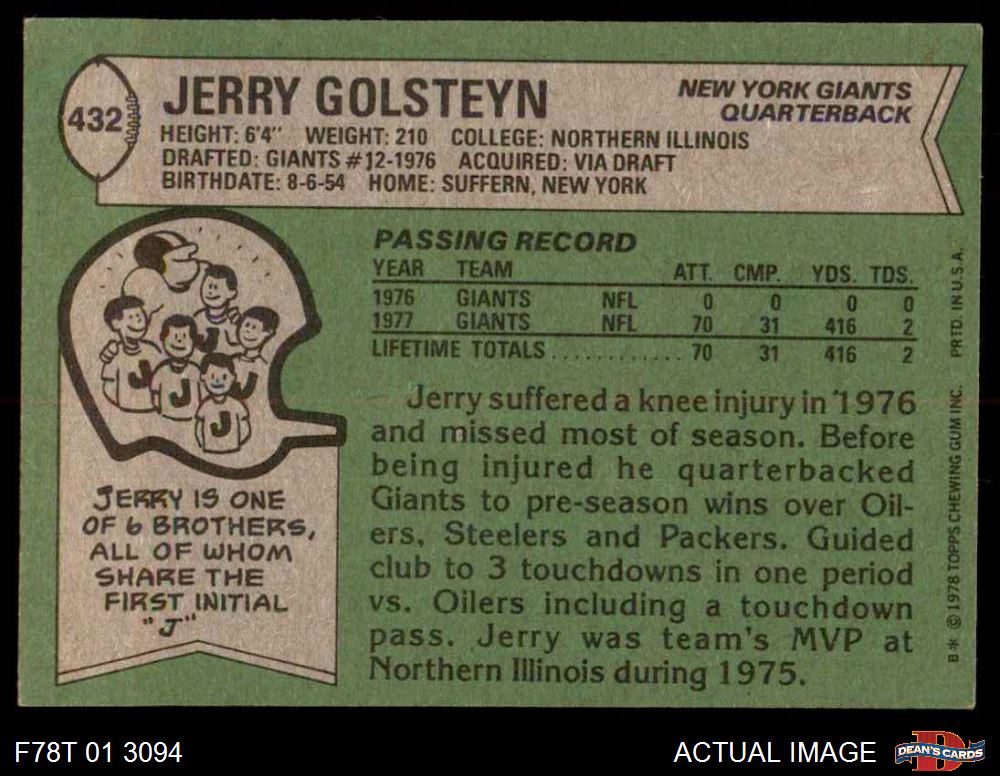 432
JERRY GOLSTEYN
NEW YORK GIANTS
QUARTERBACK
HEIGHT: 6'4" WEIGHT: 210 COLLEGE: NORTHERN ILLINOIS
DRAFTED: GIANTS #12-1976 ACQUIRED: VIA DRAFT
BIRTHDATE: 8-6-54 HOME: SUFFERN, NEW YORK
PASSING RECORD
YEAR TEAM ATT. CMP. YDS. TDS.
1976 GIANTS NFL 0 0 0 0
1977 GIANTS NFL 70 31 416 2
LIFETIME TOTALS ............ 70 31 416 2
J
J
J
J
J
J
JERRY IS ONE
OF 6 BROTHERS,
ALL OF WHOM
SHARE THE
FIRST INITIAL
"J"
Jerry suffered a knee injury in 1976
and missed most of season. Before
being injured he quarterbacked
Giants to pre-season wins over Oil-
ers, Steelers and Packers. Guided
club to 3 touchdowns in one period
vs. Oilers including a touchdown
pass. Jerry was team's MVP at
Northern Illinois during 1975.
B** © 1978 TOPPS CHEWING GUM INC. PRTD. IN U.S.A.
F78T 01 3094
ACTUAL IMAGE
D
DEAN'S CARDS